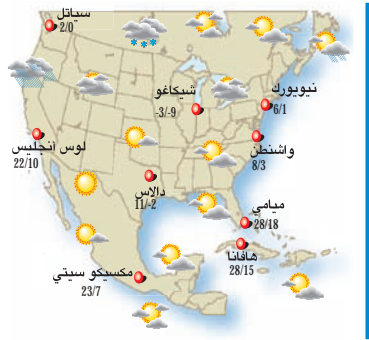 سياتل
2/0
شيكاغو
-3/-9
نيويورك
6/1
لوس أنجليس
22/10
واشنطن
8/3
دالاس
11/-2
ميامي
28/18
هافانا
28/15
مكسيكو سيتي
23/7